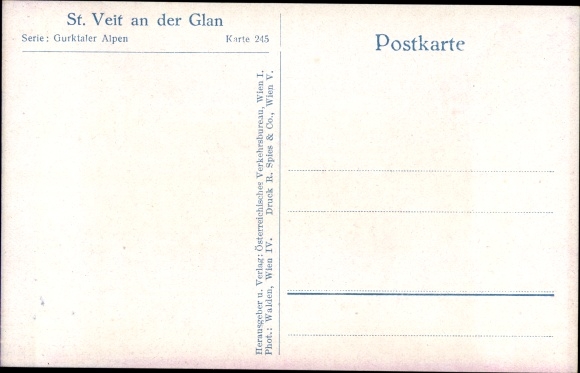 St. Veit an der Glan
Serie: Gurktaler Alpen Karte 245
Postkarte
Herausgeber u. Verlag: Österreichisches Verkehrsbureau, Wien I.
Phot.: Walden, Wien IV. Druck R. Spies & Co., Wien V.